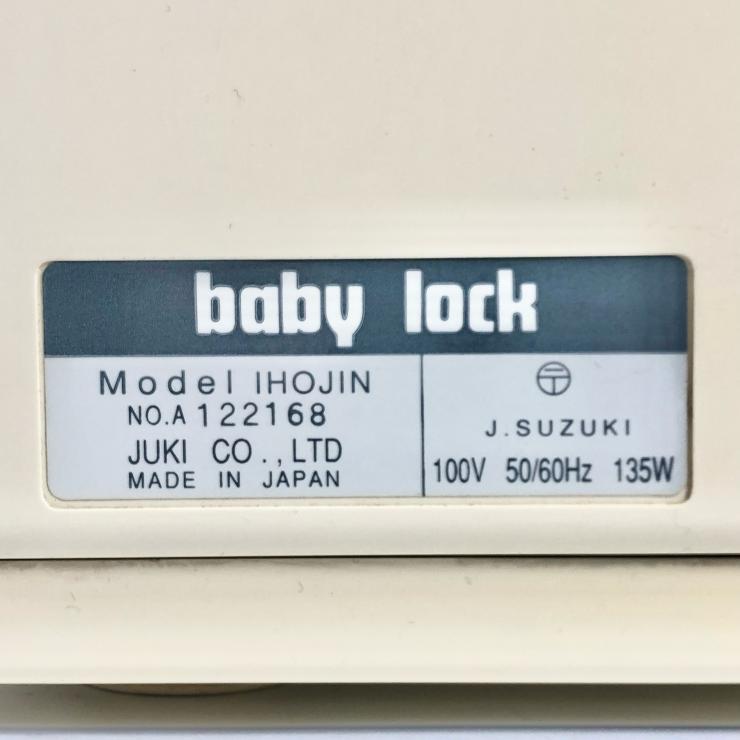 baby lock
Model IHOJIN
NO.A 122168
JUKI CO.,LTD
MADE IN JAPAN
〒
J.SUZUKI
100V 50/60Hz 135W